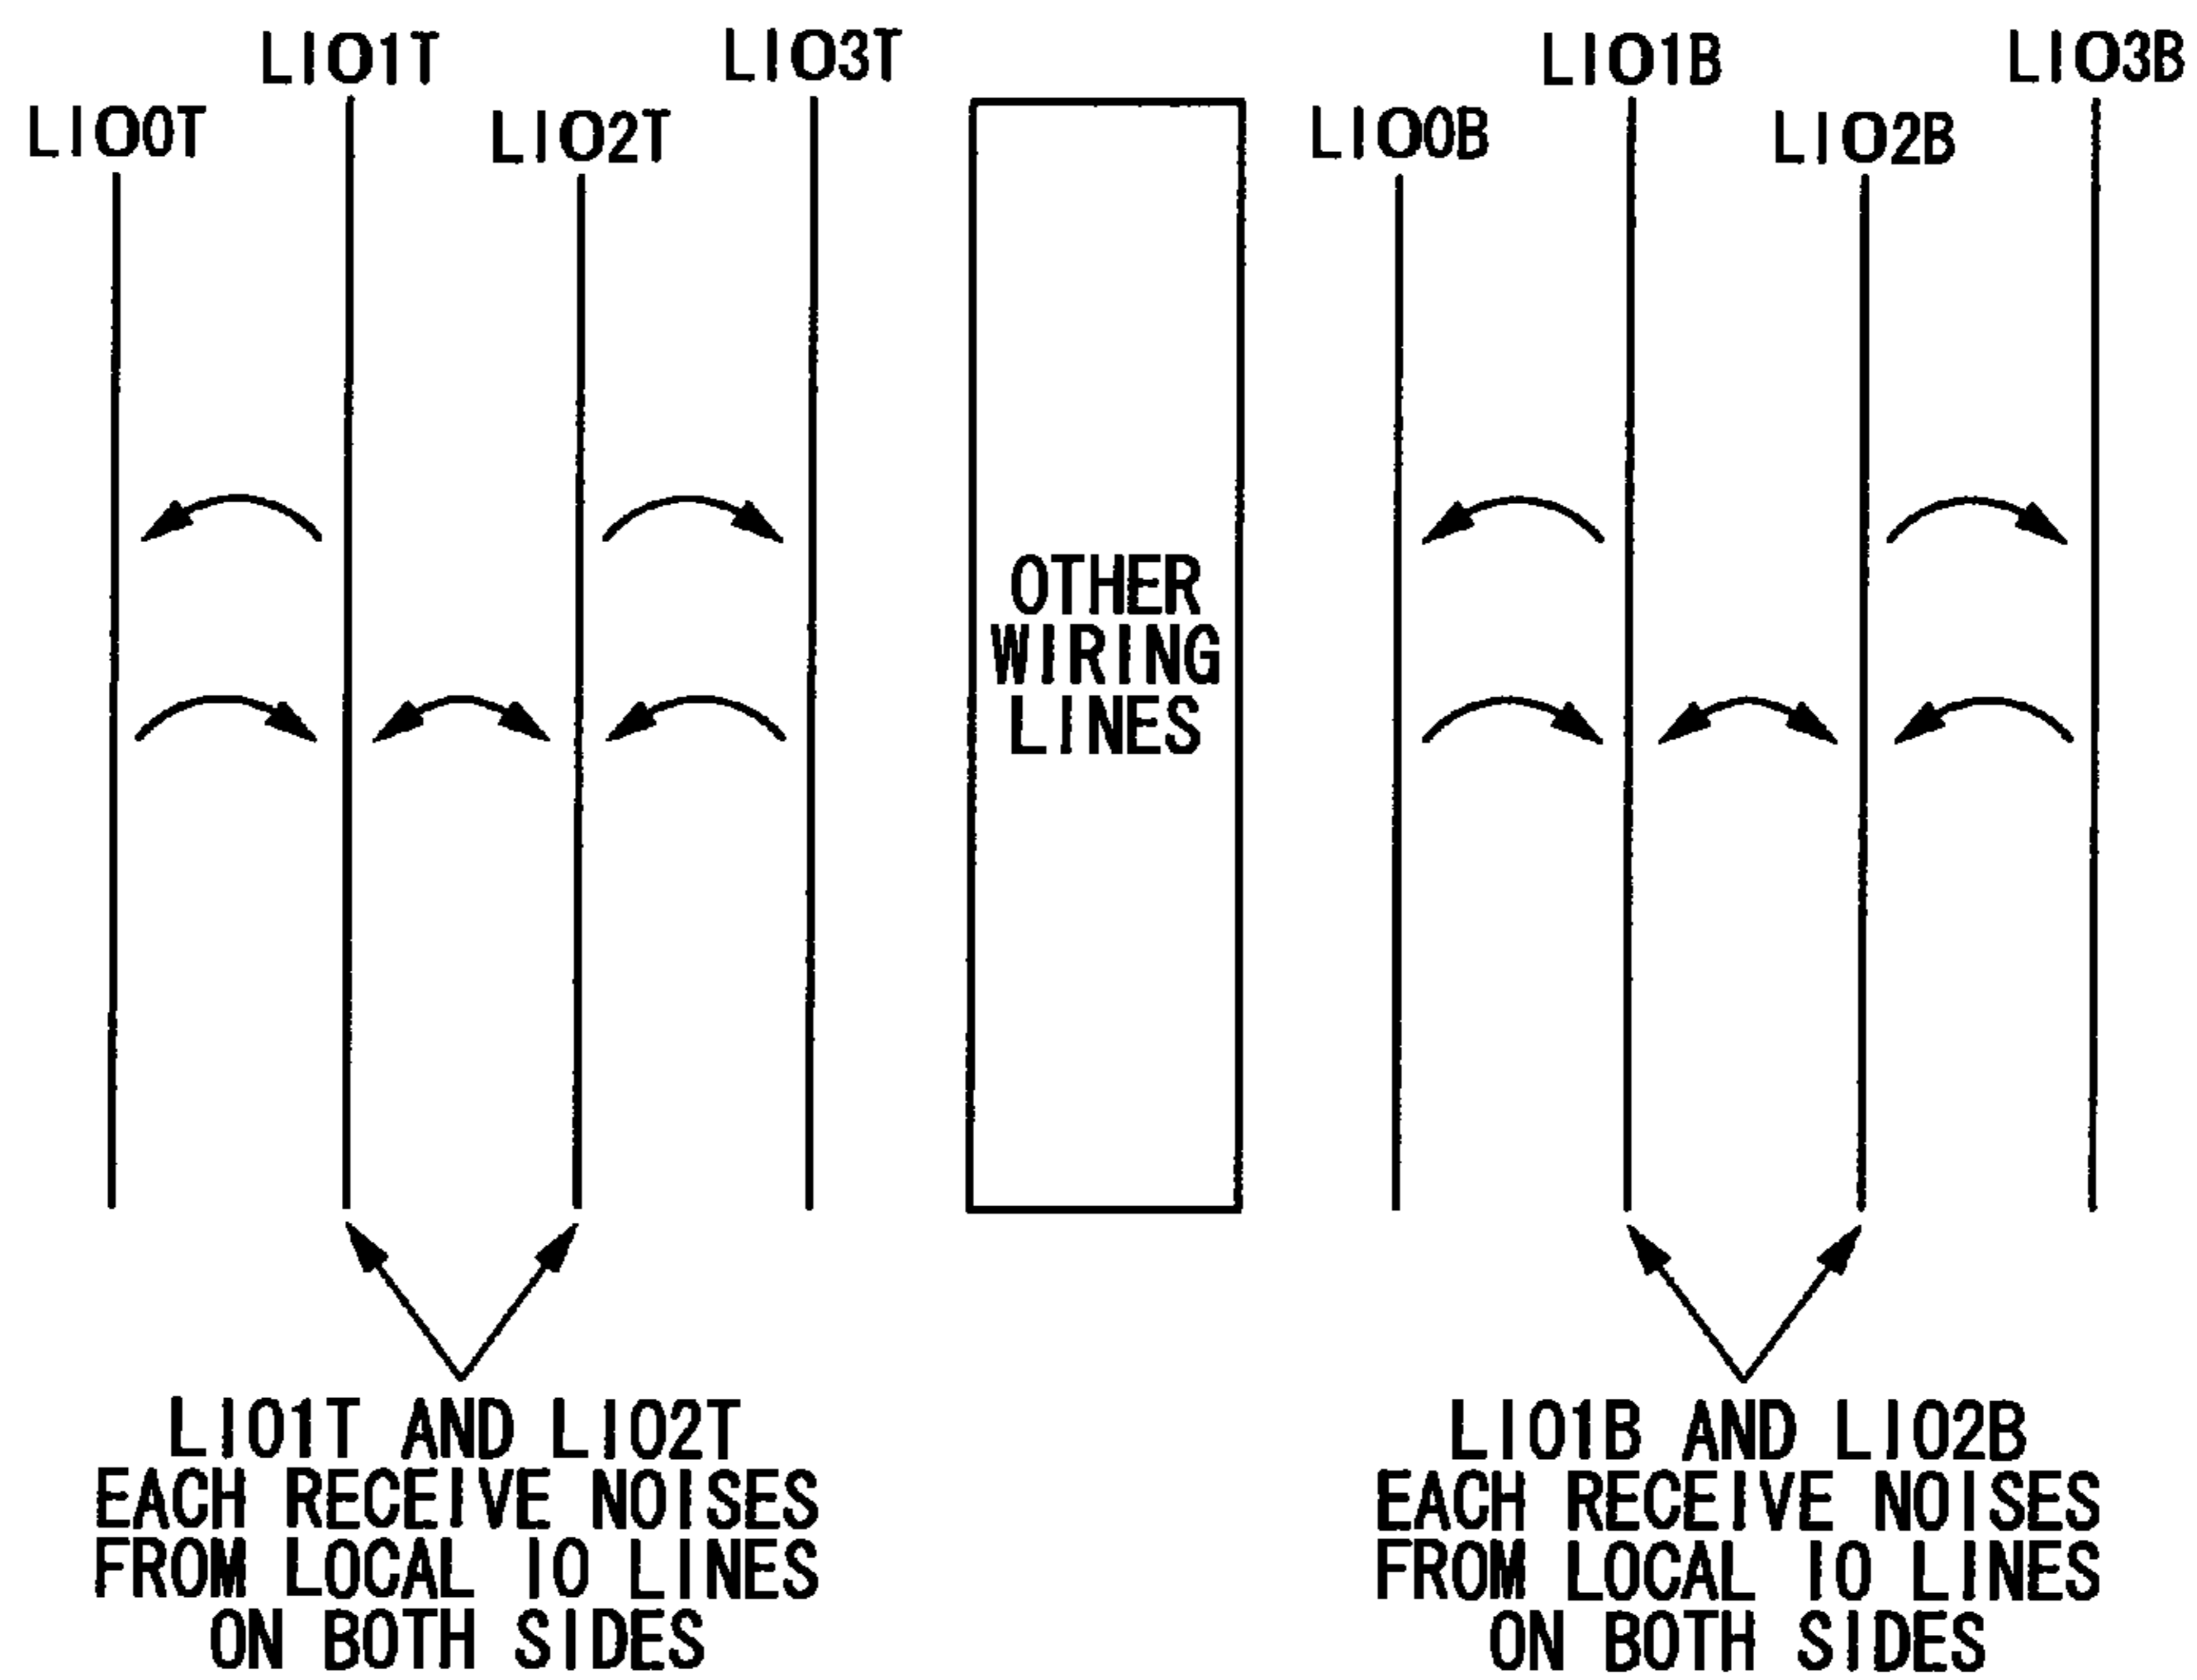 LIO1T
LIO3T
LIO1B
LIO3B
LIO0T
LIO2T
LIO0B
LIO2B
OTHER
WIRING
LINES
LIO1T AND LIO2T
EACH RECEIVE NOISES
FROM LOCAL IO LINES
ON BOTH SIDES
LIO1B AND LIO2B
EACH RECEIVE NOISES
FROM LOCAL IO LINES
ON BOTH SIDES